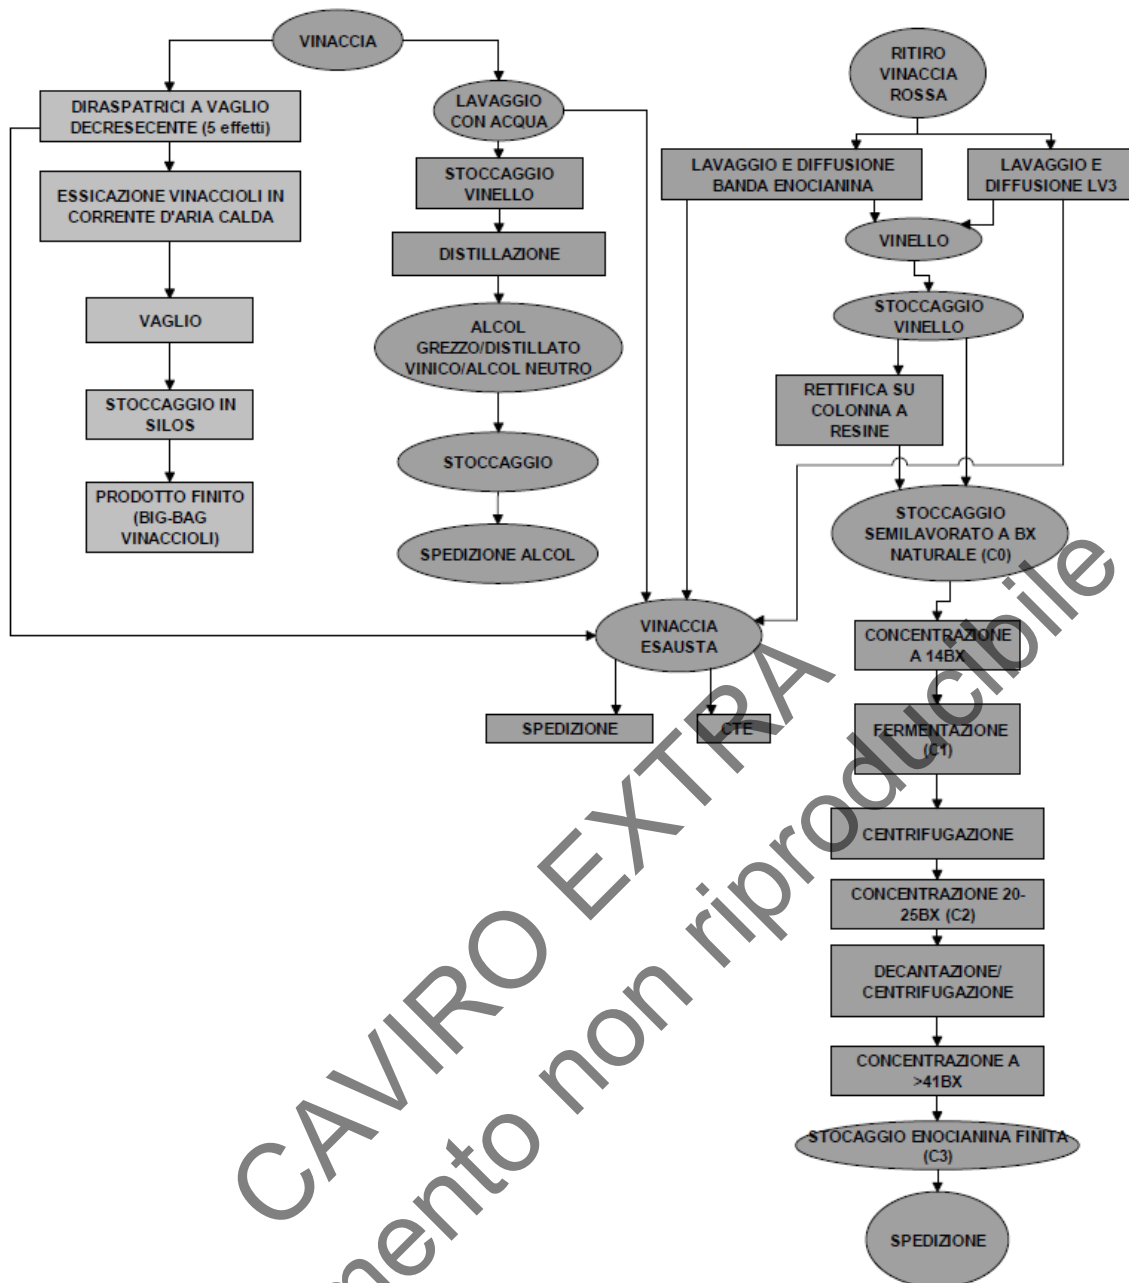 VINACCIA
DIRASPATRICI A VAGLIO
DECRESECENTE (5 effetti)
ESSICAZIONE VINACCIOLI IN
CORRENTE D'ARIA CALDA
VAGLIO
STOCCAGGIO IN
SILOS
PRODOTTO FINITO
(BIG-BAG
VINACCIOLI)
LAVAGGIO
CON ACQUA
STOCCAGGIO
VINELLO
DISTILLAZIONE
ALCOL
GREZZO/DISTILLATO
VINICO/ALCOL NEUTRO
STOCCAGGIO
SPEDIZIONE ALCOL
VINACCIA
ESAUSTA
SPEDIZIONE
CTE
RITIRO
VINACCIA
ROSSA
LAVAGGIO E DIFFUSIONE
BANDA ENOCIANINA
LAVAGGIO E
DIFFUSIONE LV3
VINELLO
STOCCAGGIO
VINELLO
RETTIFICA SU
COLONNA A
RESINE
STOCCAGGIO
SEMILAVORATO A BX
NATURALE (C0)
CONCENTRAZIONE
A 14BX
FERMENTAZIONE
(C1)
CENTRIFUGAZIONE
CONCENTRAZIONE 20-
25BX (C2)
DECANTAZIONE/
CENTRIFUGAZIONE
CONCENTRAZIONE A
>41BX
STOCAGGIO ENOCIANINA FINITA
(C3)
SPEDIZIONE
CAVIRO EXTRA
mento non riproducibile